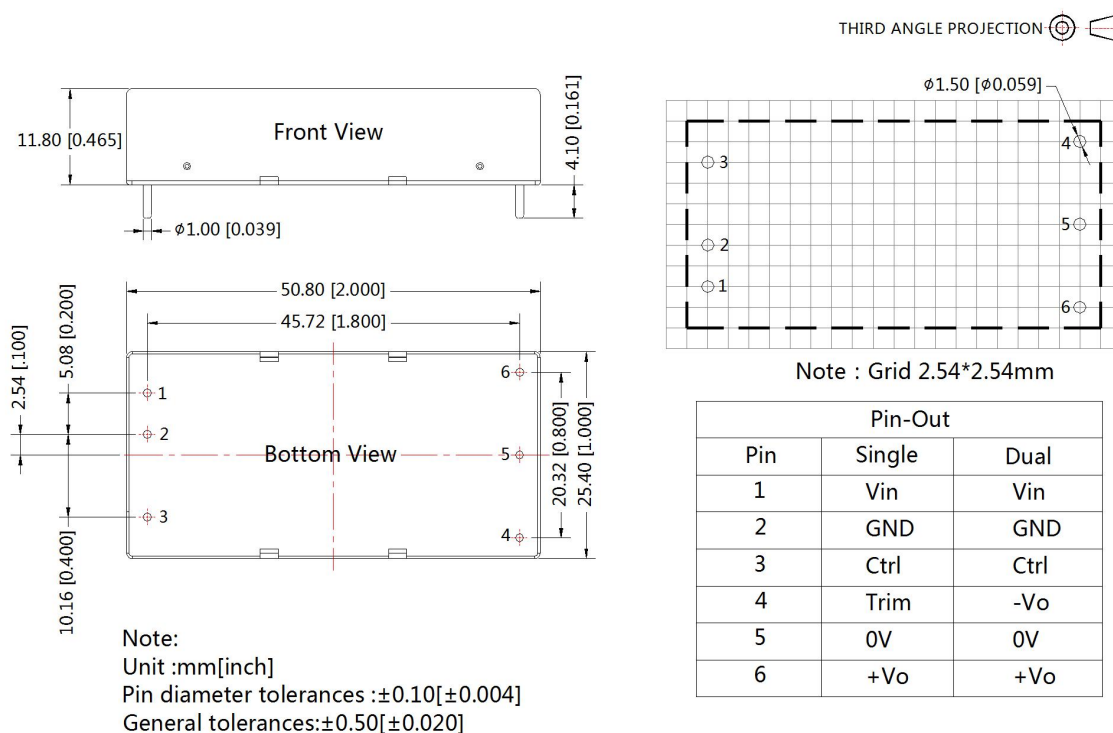 THIRD ANGLE PROJECTION
11.80 [0.465]
Front View
4.10 [0.161]
ϕ1.00 [0.039]
ϕ1.50 [ϕ0.059]
4
3
5
2
1
6
Note : Grid 2.54*2.54mm
50.80 [2.000]
45.72 [1.800]
2.54 [.100]
5.08 [0.200]
10.16 [0.400]
1
2
3
Bottom View
6
5
4
20.32 [0.800]
25.40 [1.000]
Pin-Out
Pin Single Dual
1 Vin Vin
2 GND GND
3 Ctrl Ctrl
4 Trim -Vo
5 0V 0V
6 +Vo +Vo
Note:
Unit :mm[inch]
Pin diameter tolerances :±0.10[±0.004]
General tolerances:±0.50[±0.020]